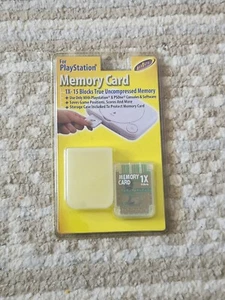 For
PlayStation
Memory Card
1X- 15 Blocks True Uncompressed Memory
Use Only With PlayStation & PSOne Consoles & Software
Saves Game Positions, Scores And More
Storage Case Included To Protect Memory Card
MEMORY
CARD
1X